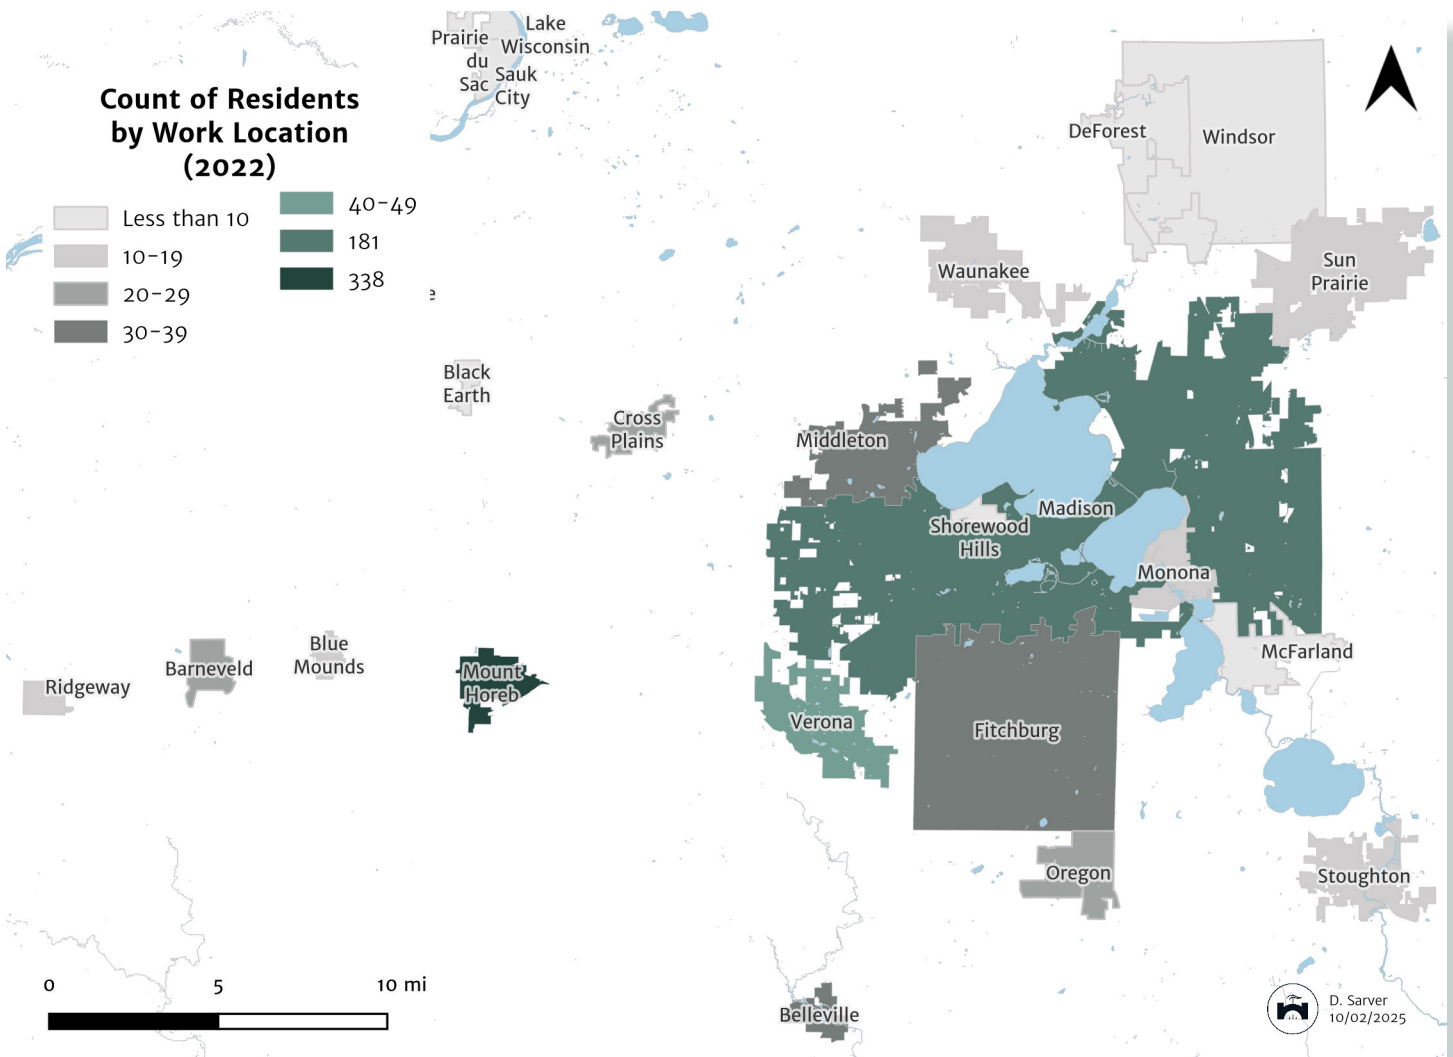 Count of Residents
by Work Location
(2022)
Less than 10
10-19
20-29
30-39
40-49
181
338
Prairie
du
Sac
Lake
Wisconsin
Sauk
City
DeForest
Windsor
Waunakee
Sun
Prairie
e
Black
Earth
Cross
Plains
Middleton
Madison
Shorewood
Hills
Monona
McFarland
Ridgeway
Barneveld
Blue
Mounds
Mount
Horeb
Verona
Fitchburg
Oregon
Stoughton
Belleville
0 5 10 mi
D. Sarver
10/02/2025